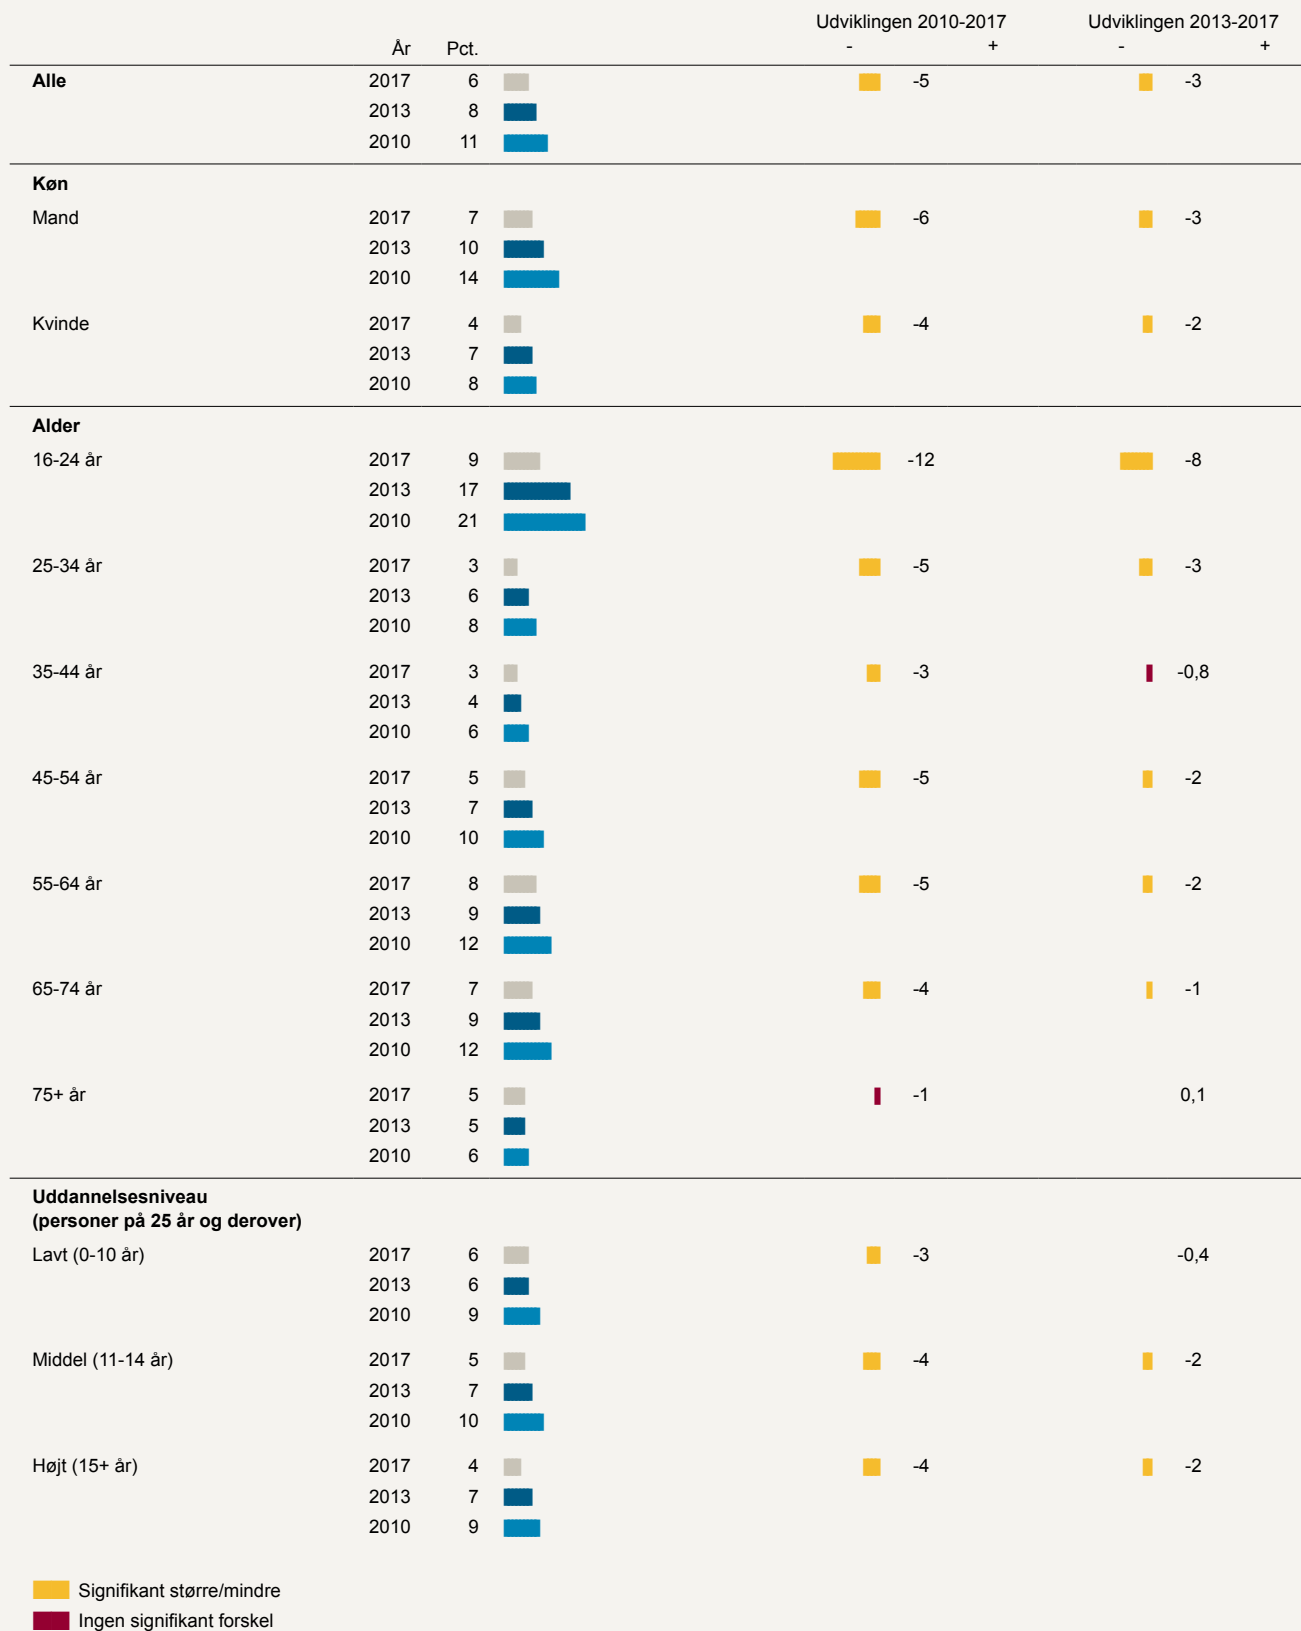 Udviklingen 2010-2017 Udviklingen 2013-2017
År Pct. - + - +
Alle 2017 6 -5 -3
2013 8
2010 11
Køn
Mand 2017 7 -6 -3
2013 10
2010 14
Kvinde 2017 4 -4 -2
2013 7
2010 8
Alder
16-24 år 2017 9 -12 -8
2013 17
2010 21
25-34 år 2017 3 -5 -3
2013 6
2010 8
35-44 år 2017 3 -3 -0,8
2013 4
2010 6
45-54 år 2017 5 -5 -2
2013 7
2010 10
55-64 år 2017 8 -5 -2
2013 9
2010 12
65-74 år 2017 7 -4 -1
2013 9
2010 12
75+ år 2017 5 -1 0,1
2013 5
2010 6
Uddannelsesniveau
(personer på 25 år og derover)
Lavt (0-10 år) 2017 6 -3 -0,4
2013 6
2010 9
Middel (11-14 år) 2017 5 -4 -2
2013 7
2010 10
Højt (15+ år) 2017 4 -4 -2
2013 7
2010 9
Signifikant større/mindre
Ingen signifikant forskel